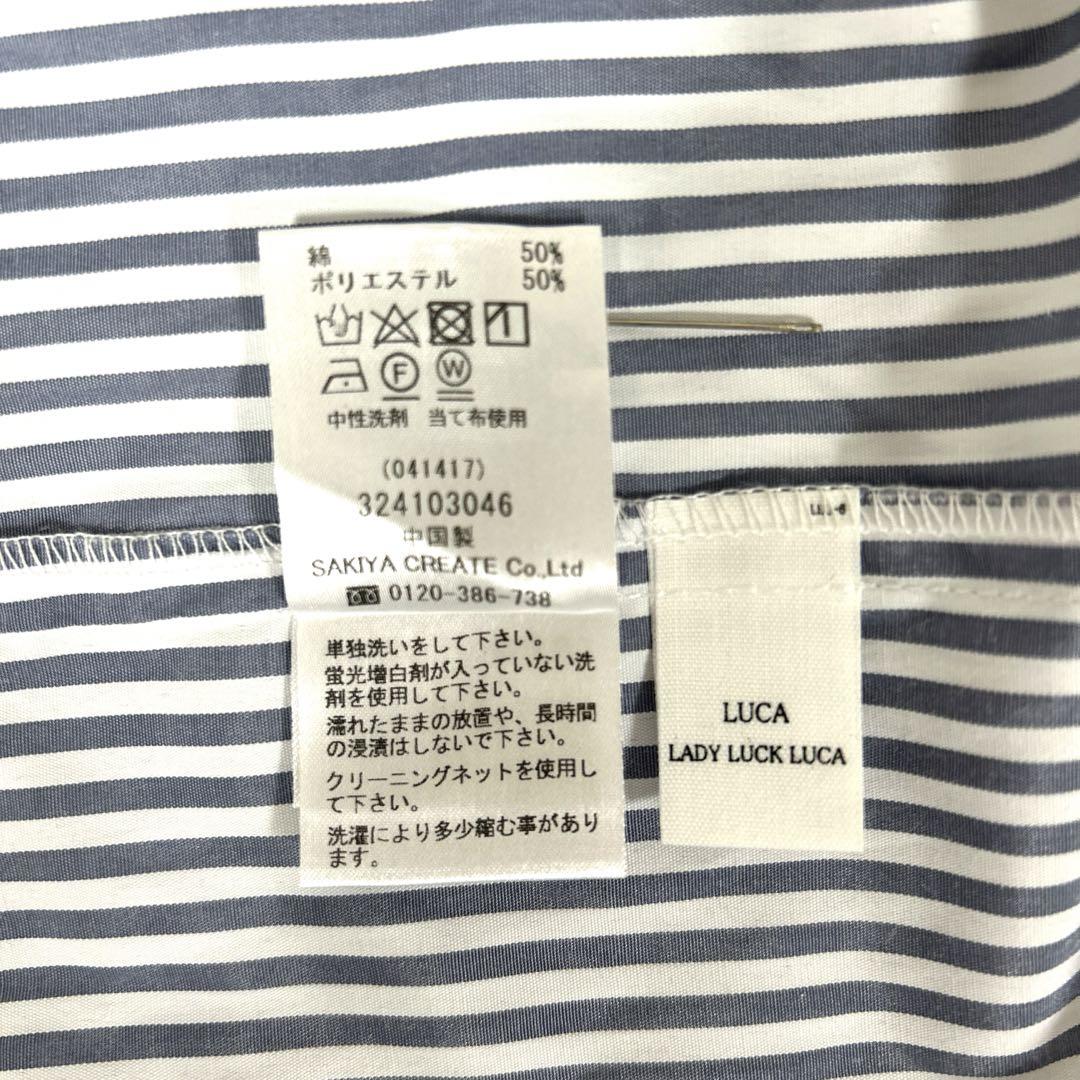 綿 50%
ポリエステル 50%
F W
中性洗剤 当て布使用
(041417)
324103046
中国製
SAKIYA CREATE Co.,Ltd
0120-386-738
単独洗いをして下さい。
蛍光増白剤が入っていない洗
剤を使用して下さい。
濡れたままの放置や、長時間
の浸漬はしないで下さい。
クリーニングネットを使用し
て下さい。
洗濯により多少縮む事があり
ます。
LUCA
LADY LUCK LUCA